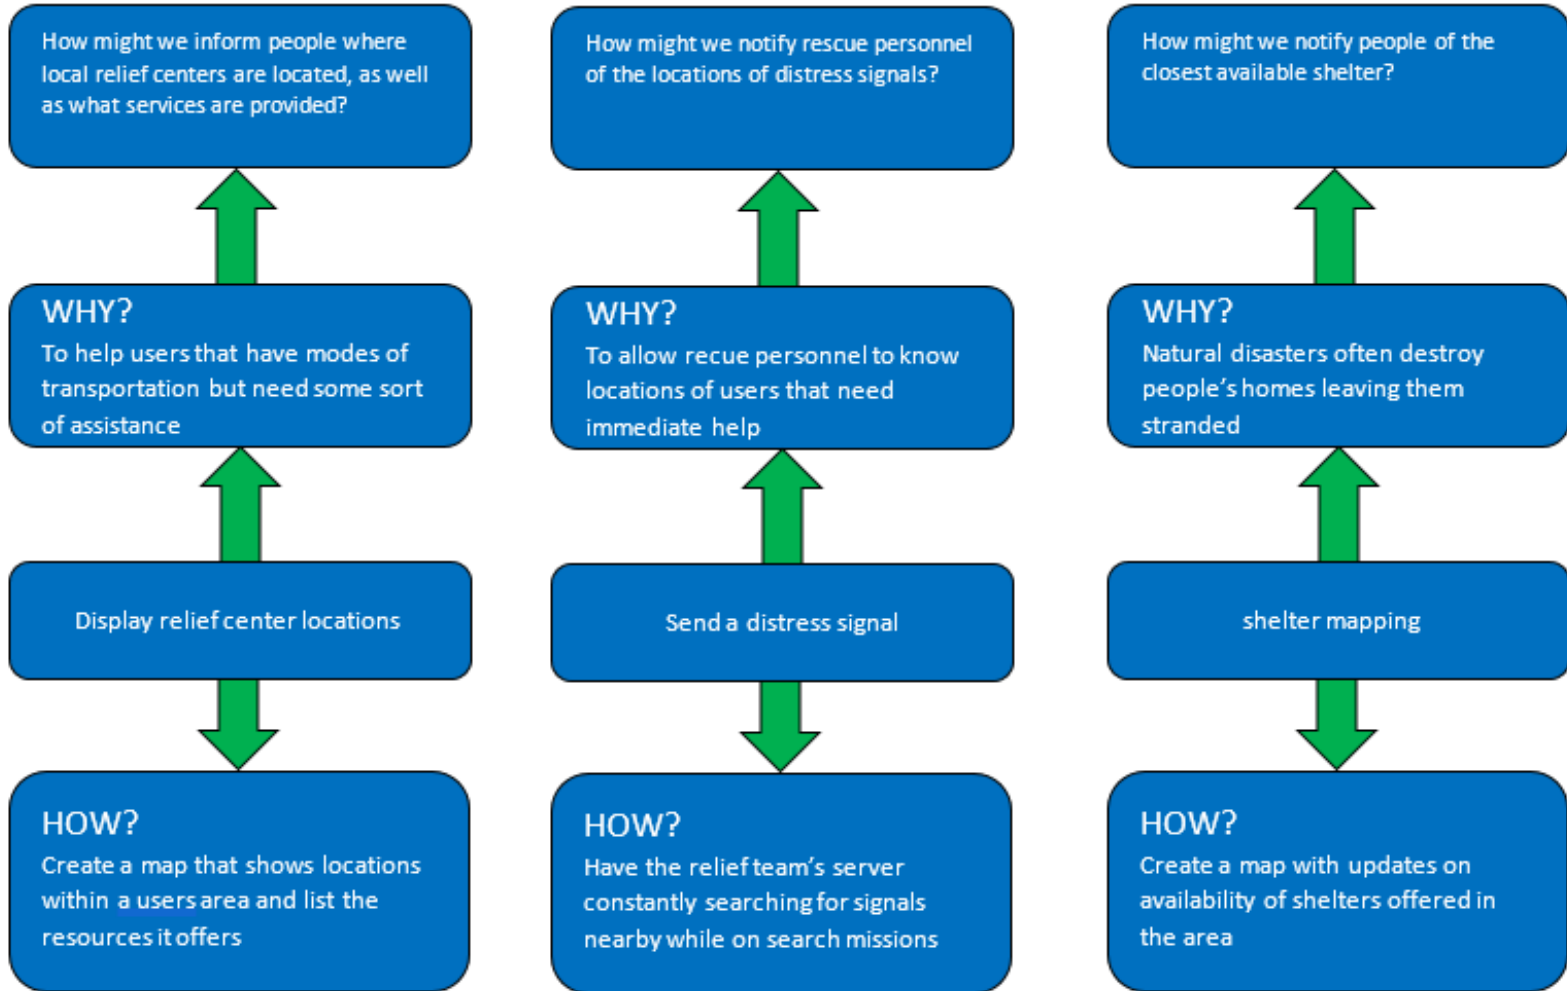 How might we inform people where
local relief centers are located, as well
as what services are provided?
WHY?
To help users that have modes of
transportation but need some sort
of assistance
Display relief center locations
HOW?
Create a map that shows locations
within a users area and list the
resources it offers
How might we notify rescue personnel
of the locations of distress signals?
WHY?
To allow recue personnel to know
locations of users that need
immediate help
Send a distress signal
HOW?
Have the relief team’s server
constantly searching for signals
nearby while on search missions
How might we notify people of the
closest available shelter?
WHY?
Natural disasters often destroy
people’s homes leaving them
stranded
shelter mapping
HOW?
Create a map with updates on
availability of shelters offered in
the area